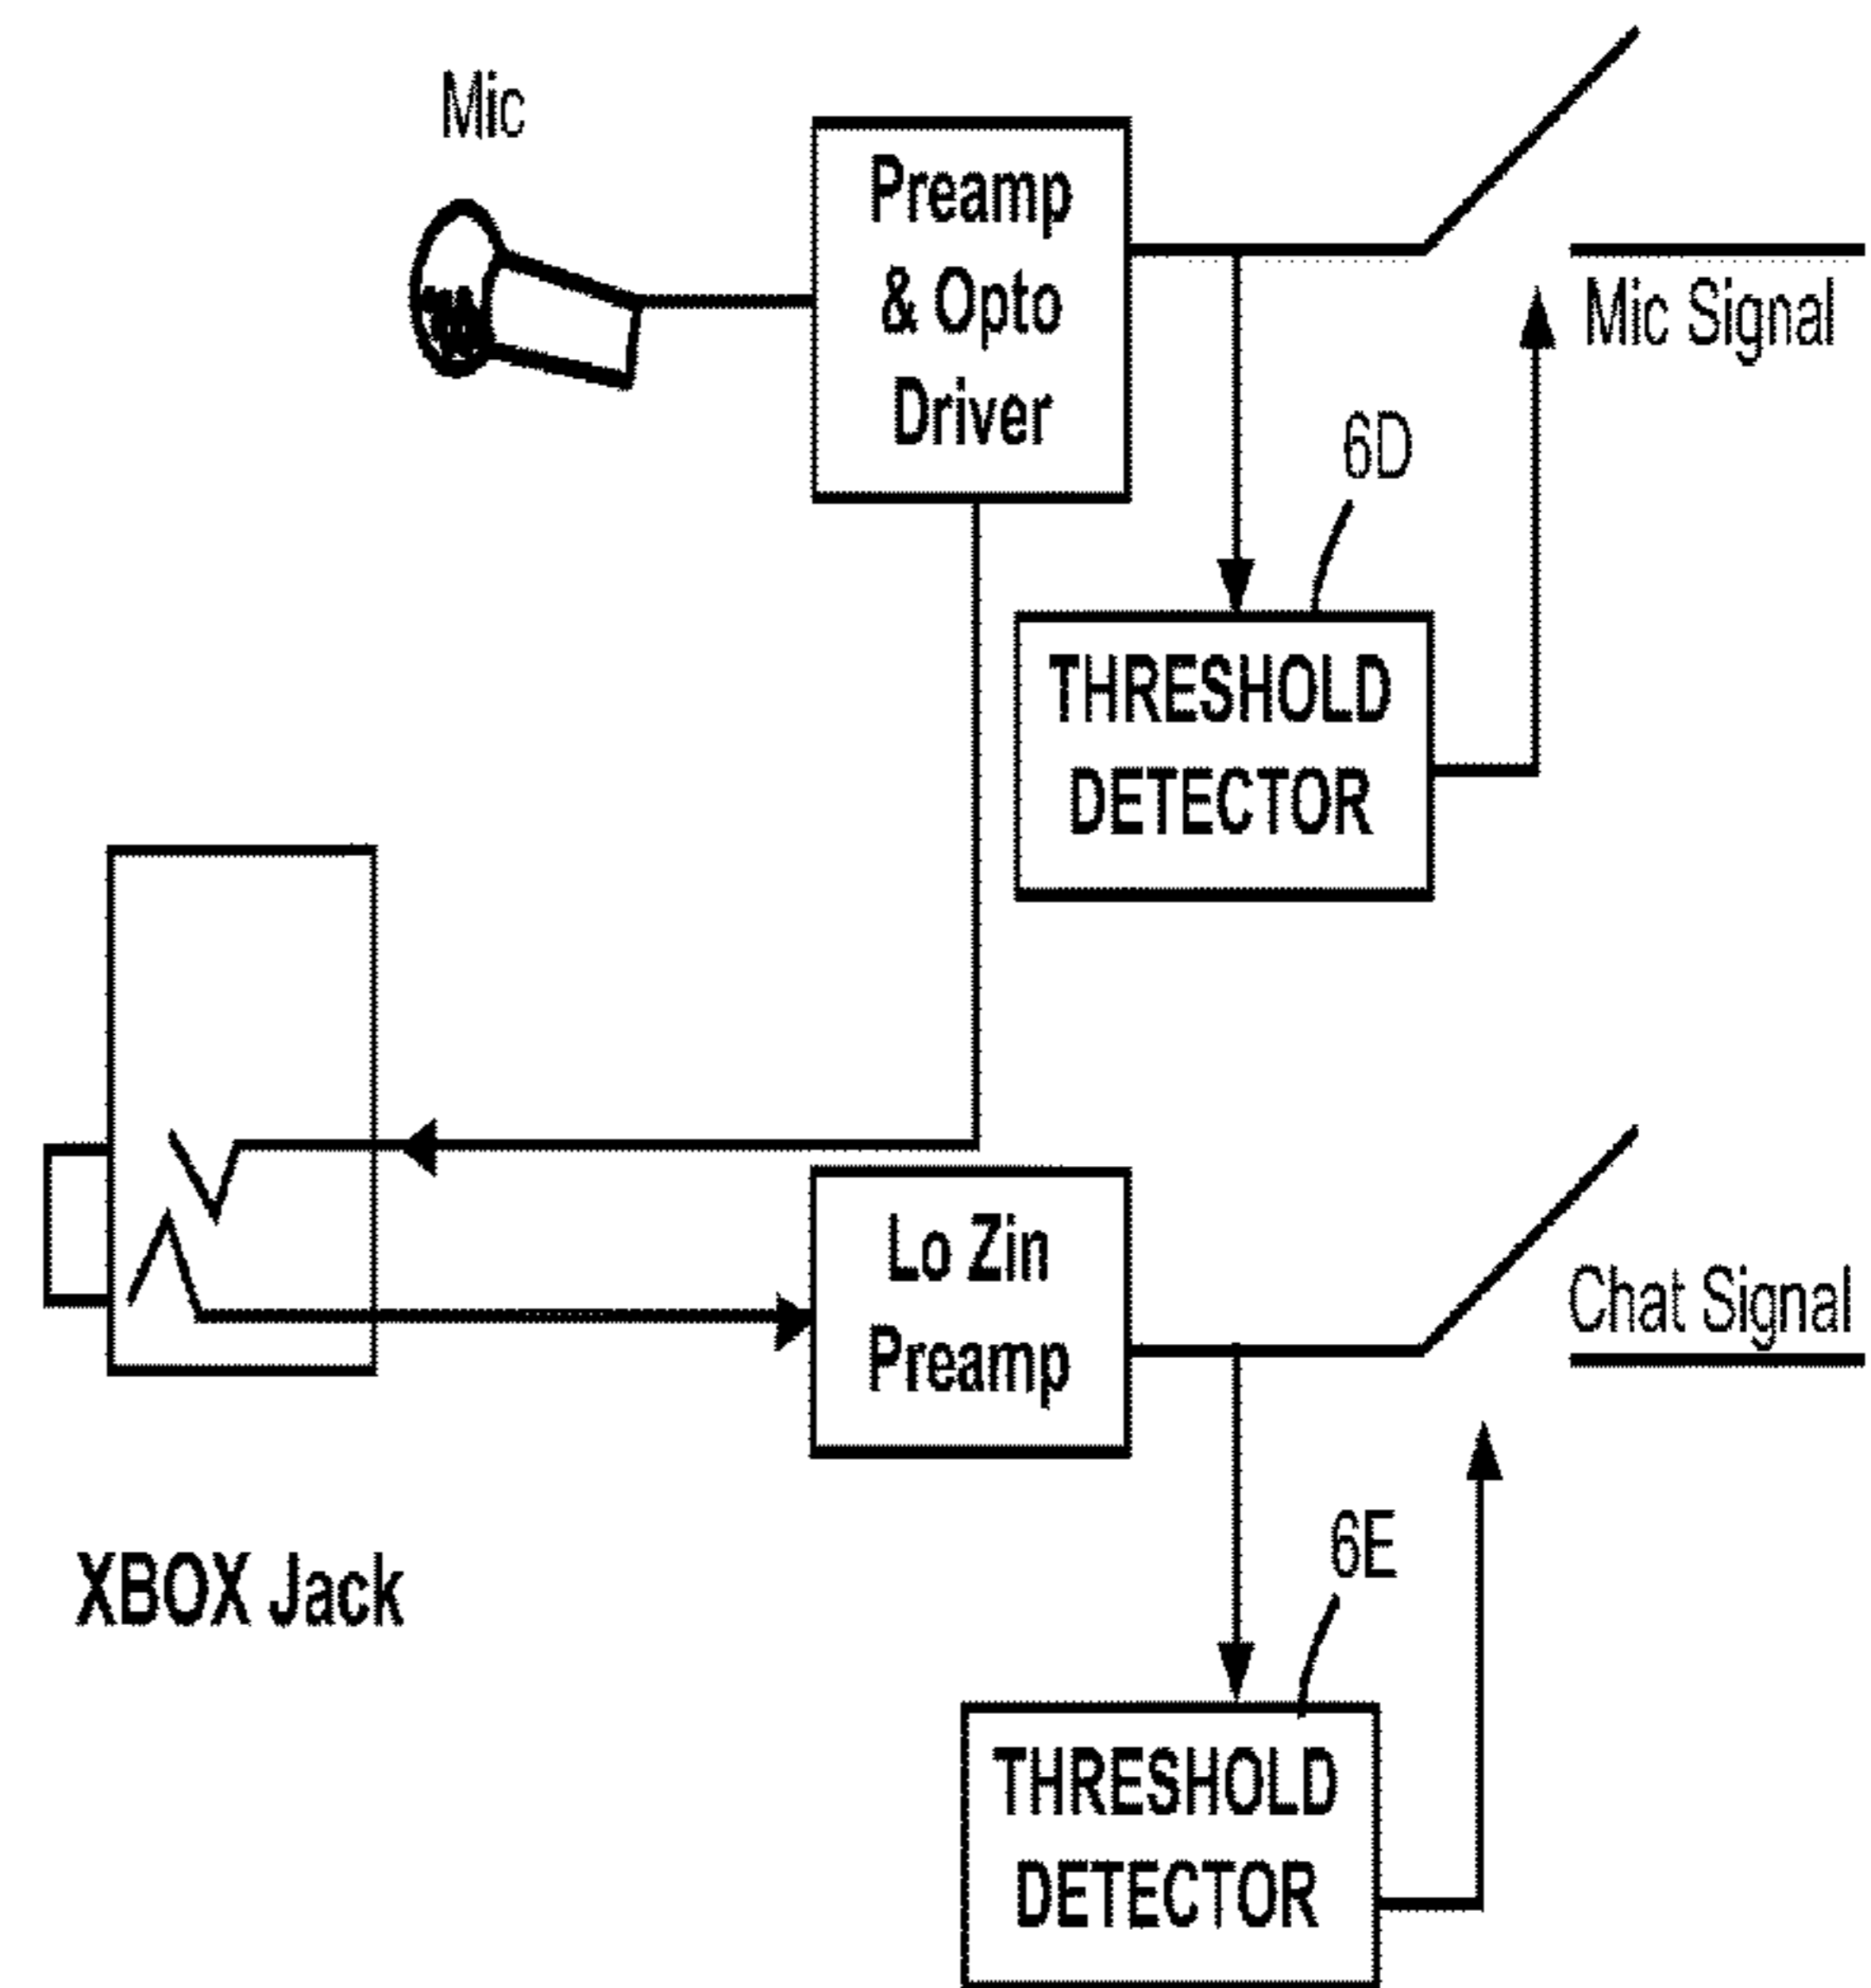 Mic
Preamp
& Opto
Driver
Mic Signal
6D
THRESHOLD
DETECTOR
Lo Zin
Preamp
Chat Signal
XBOX Jack
6E
THRESHOLD
DETECTOR